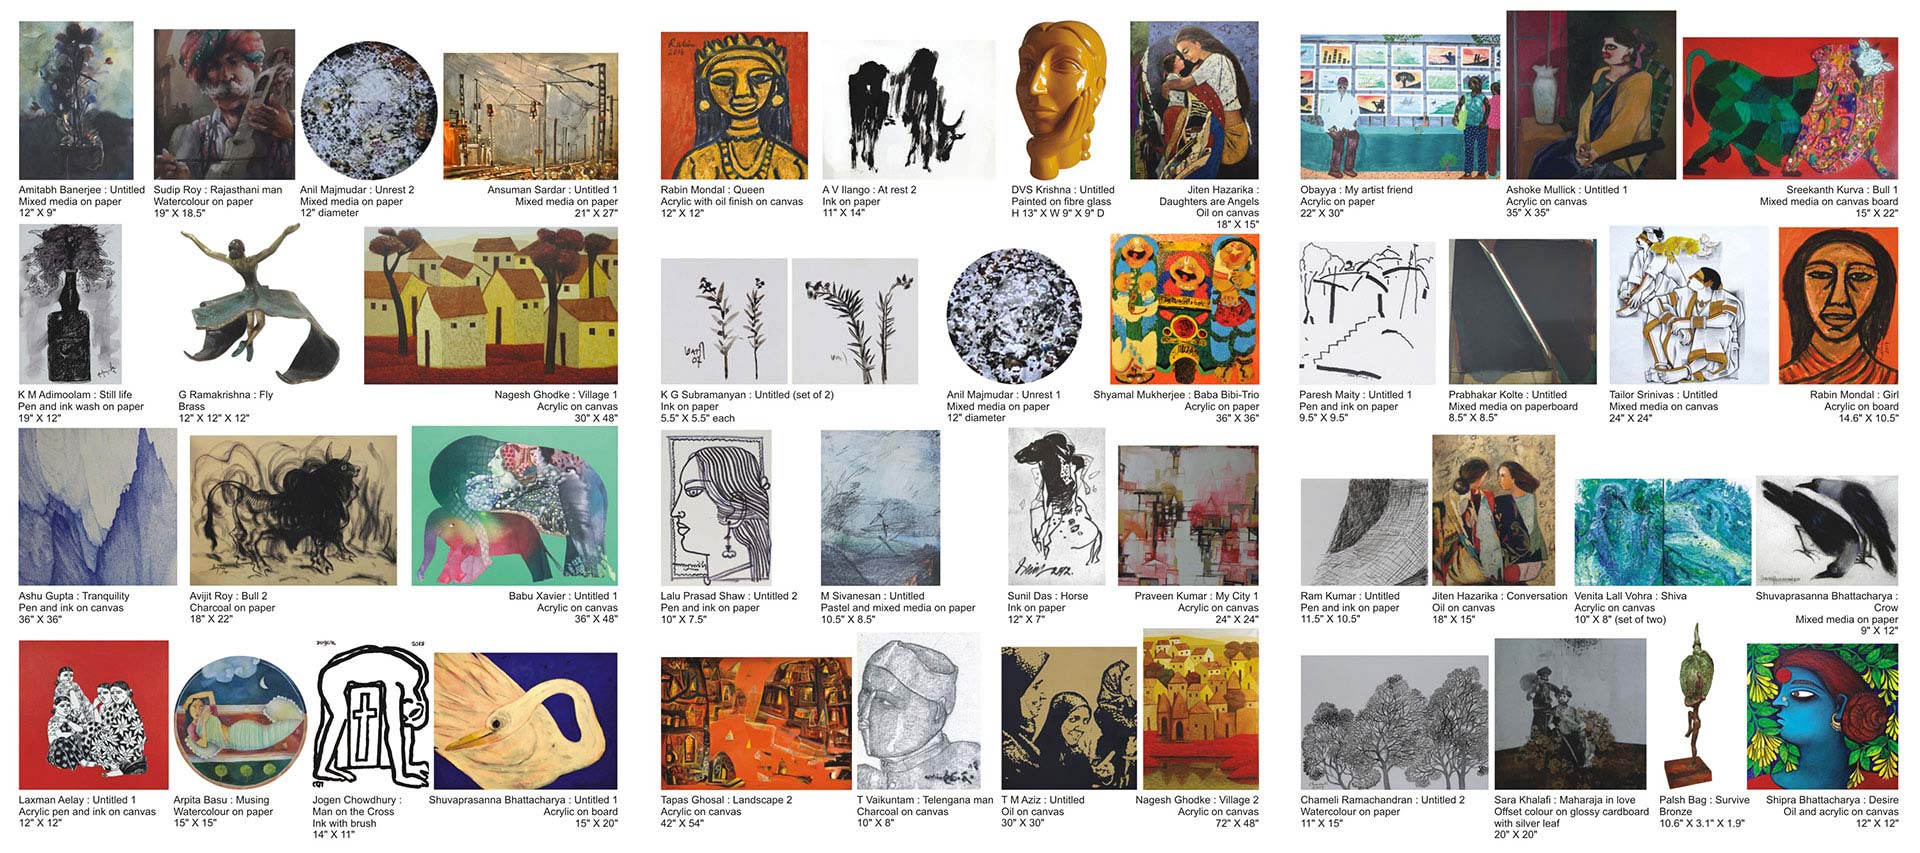 Amitabh Banerjee : Untitled
Mixed media on paper
12" X 9"
Sudip Roy : Rajasthani man
Watercolour on paper
19" X 18.5"
Anil Majmudar : Unrest 2
Mixed media on paper
12" diameter
Ansuman Sardar : Untitled 1
Mixed media on paper
21" X 27"
Rabin
2013
Rabin Mondal : Queen
Acrylic with oil finish on canvas
12" X 12"
A V Ilango : At rest 2
Ink on paper
11" X 14"
DVS Krishna : Untitled
Painted on fibre glass
H 13" X W 9" X 9" D
Jiten Hazarika :
Daughters are Angels
Oil on canvas
18" X 15"
Obayya : My artist friend
Acrylic on paper
22" X 30"
Ashoke Mullick : Untitled 1
Acrylic on canvas
35" X 35"
Sreekanth Kurva : Bull 1
Mixed media on canvas board
15" X 22"
K M Adimoolam : Still life
Pen and ink wash on paper
19" X 12"
G Ramakrishna : Fly
Brass
12" X 12" X 12"
Nagesh Ghodke : Village 1
Acrylic on canvas
30" X 48"
K G Subramanyan : Untitled (set of 2)
Ink on paper
5.5" X 5.5" each
Anil Majmudar : Unrest 1
Mixed media on paper
12" diameter
Shyamal Mukherjee : Baba Bibi-Trio
Acrylic on paper
36" X 36"
Paresh Maity : Untitled 1
Pen and ink on paper
9.5" X 9.5"
Prabhakar Kolte : Untitled
Mixed media on paperboard
8.5" X 8.5"
Tailor Srinivas : Untitled
Mixed media on canvas
24" X 24"
Rabin Mondal : Girl
Acrylic on board
14.6" X 10.5"
Ashu Gupta : Tranquility
Pen and ink on canvas
36" X 36"
Avijit Roy : Bull 2
Charcoal on paper
18" X 22"
Babu Xavier : Untitled 1
Acrylic on canvas
36" X 48"
Lalu Prasad Shaw : Untitled 2
Pen and ink on paper
10" X 7.5"
M Sivanesan : Untitled
Pastel and mixed media on paper
10.5" X 8.5"
Sunil Das : Horse
Ink on paper
12" X 7"
Praveen Kumar : My City 1
Acrylic on canvas
24" X 24"
Ram Kumar : Untitled
Pen and ink on paper
11.5" X 10.5"
Jiten Hazarika : Conversation
Oil on canvas
18" X 15"
Venita Lall Vohra : Shiva
Acrylic on canvas
10" X 8" (set of two)
Shuvaprasanna Bhattacharya :
Crow
Mixed media on paper
9" X 12"
Laxman Aelay : Untitled 1
Acrylic pen and ink on canvas
12" X 12"
Arpita Basu : Musing
Watercolour on paper
15" X 15"
Jogen Chowdhury :
Man on the Cross
Ink with brush
14" X 11"
Shuvaprasanna Bhattacharya : Untitled 1
Acrylic on board
15" X 20"
Tapas Ghosal : Landscape 2
Acrylic on canvas
42" X 54"
T Vaikuntam : Telengana man
Charcoal on canvas
10" X 8"
T M Aziz : Untitled
Oil on canvas
30" X 30"
Nagesh Ghodke : Village 2
Acrylic on canvas
72" X 48"
Chameli Ramachandran : Untitled 2
Watercolour on paper
11" X 15"
Sara Khalafi : Maharaja in love
Offset colour on glossy cardboard
with silver leaf
20" X 20"
Palsh Bag : Survive
Bronze
10.6" X 3.1" X 1.9"
Shipra Bhattacharya : Desire
Oil and acrylic on canvas
12" X 12"